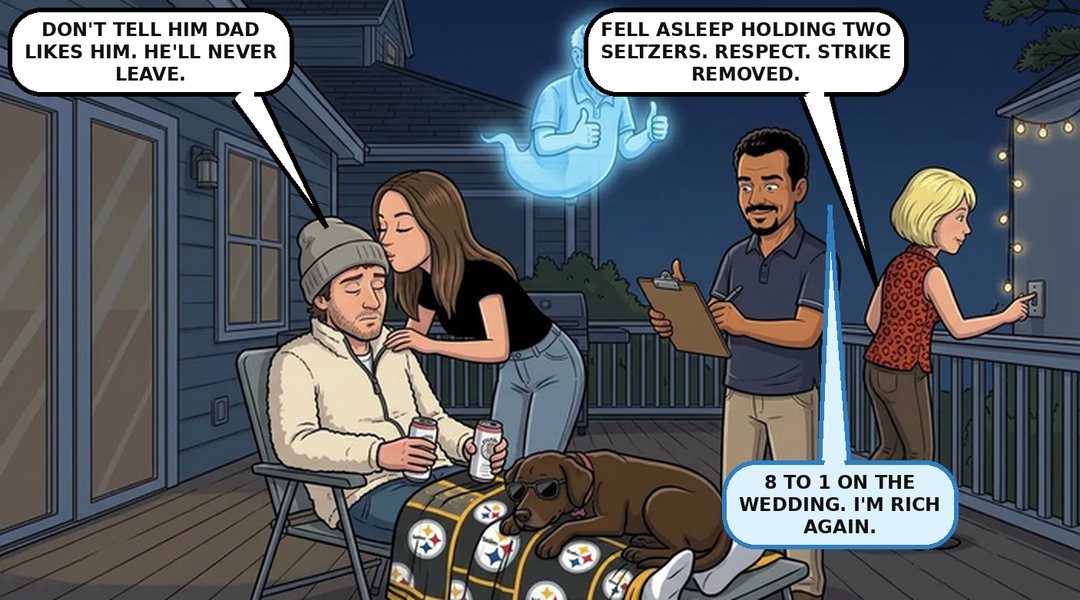 DON'T TELL HIM DAD
LIKES HIM. HE'LL NEVER
LEAVE.
FELL ASLEEP HOLDING TWO
SELTZERS. RESPECT. STRIKE
REMOVED.
8 TO 1 ON THE
WEDDING. I'M RICH
AGAIN.